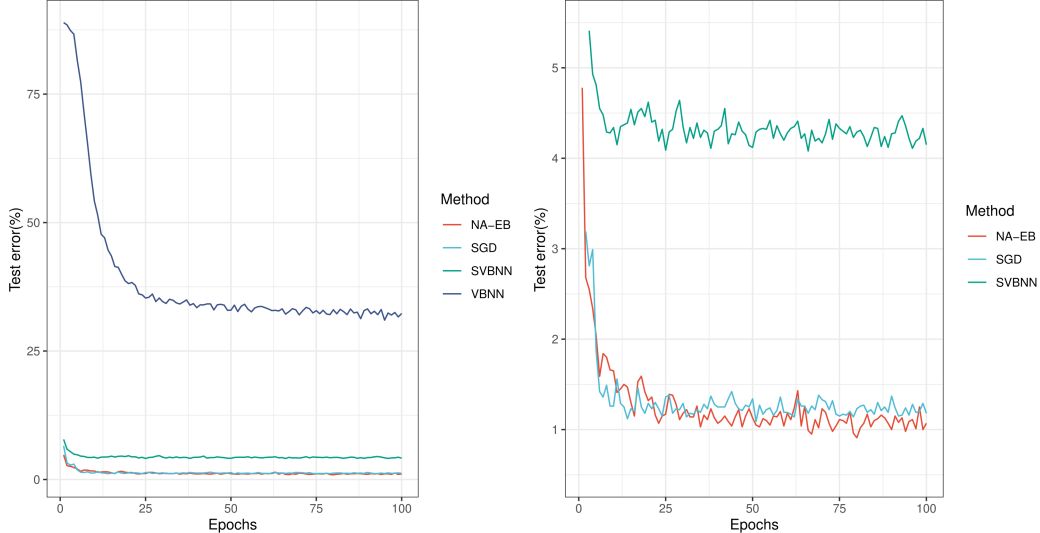 Test error(%)
75
50
25
0
0
25
50
75
100
Epochs
Method
NA-EB
SGD
SVBNN
VBNN
Test error(%)
5
4
3
2
1
0
25
50
75
100
Epochs
Method
NA-EB
SGD
SVBNN